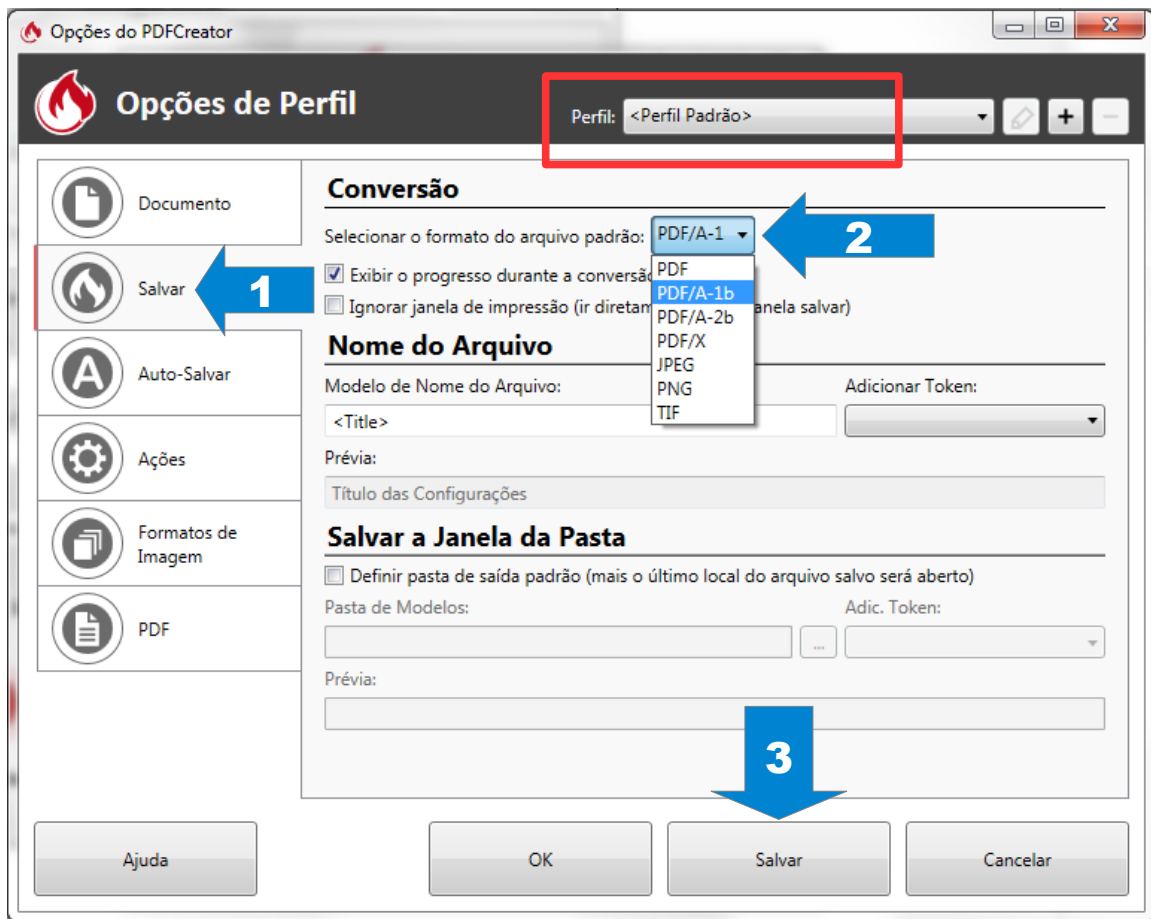 Opções do PDFCreator
Opções de Perfil
Perfil: <Perfil Padrão>
Documento
Salvar
1
Auto-Salvar
Ações
Formatos de
Imagem
PDF
Conversão
Selecionar o formato do arquivo padrão: PDF/A-1
2
PDF
PDF/A-1b
PDF/A-2b
PDF/X
JPEG
PNG
TIF
Exibir o progresso durante a conversã
Ignorar janela de impressão (ir diretam anela salvar)
Nome do Arquivo
Modelo de Nome do Arquivo: Adicionar Token:
<Title>
Prévia:
Título das Configurações
Salvar a Janela da Pasta
Definir pasta de saída padrão (mais o último local do arquivo salvo será aberto)
Pasta de Modelos: Adic. Token:
...
Prévia:
3
Ajuda OK Salvar Cancelar